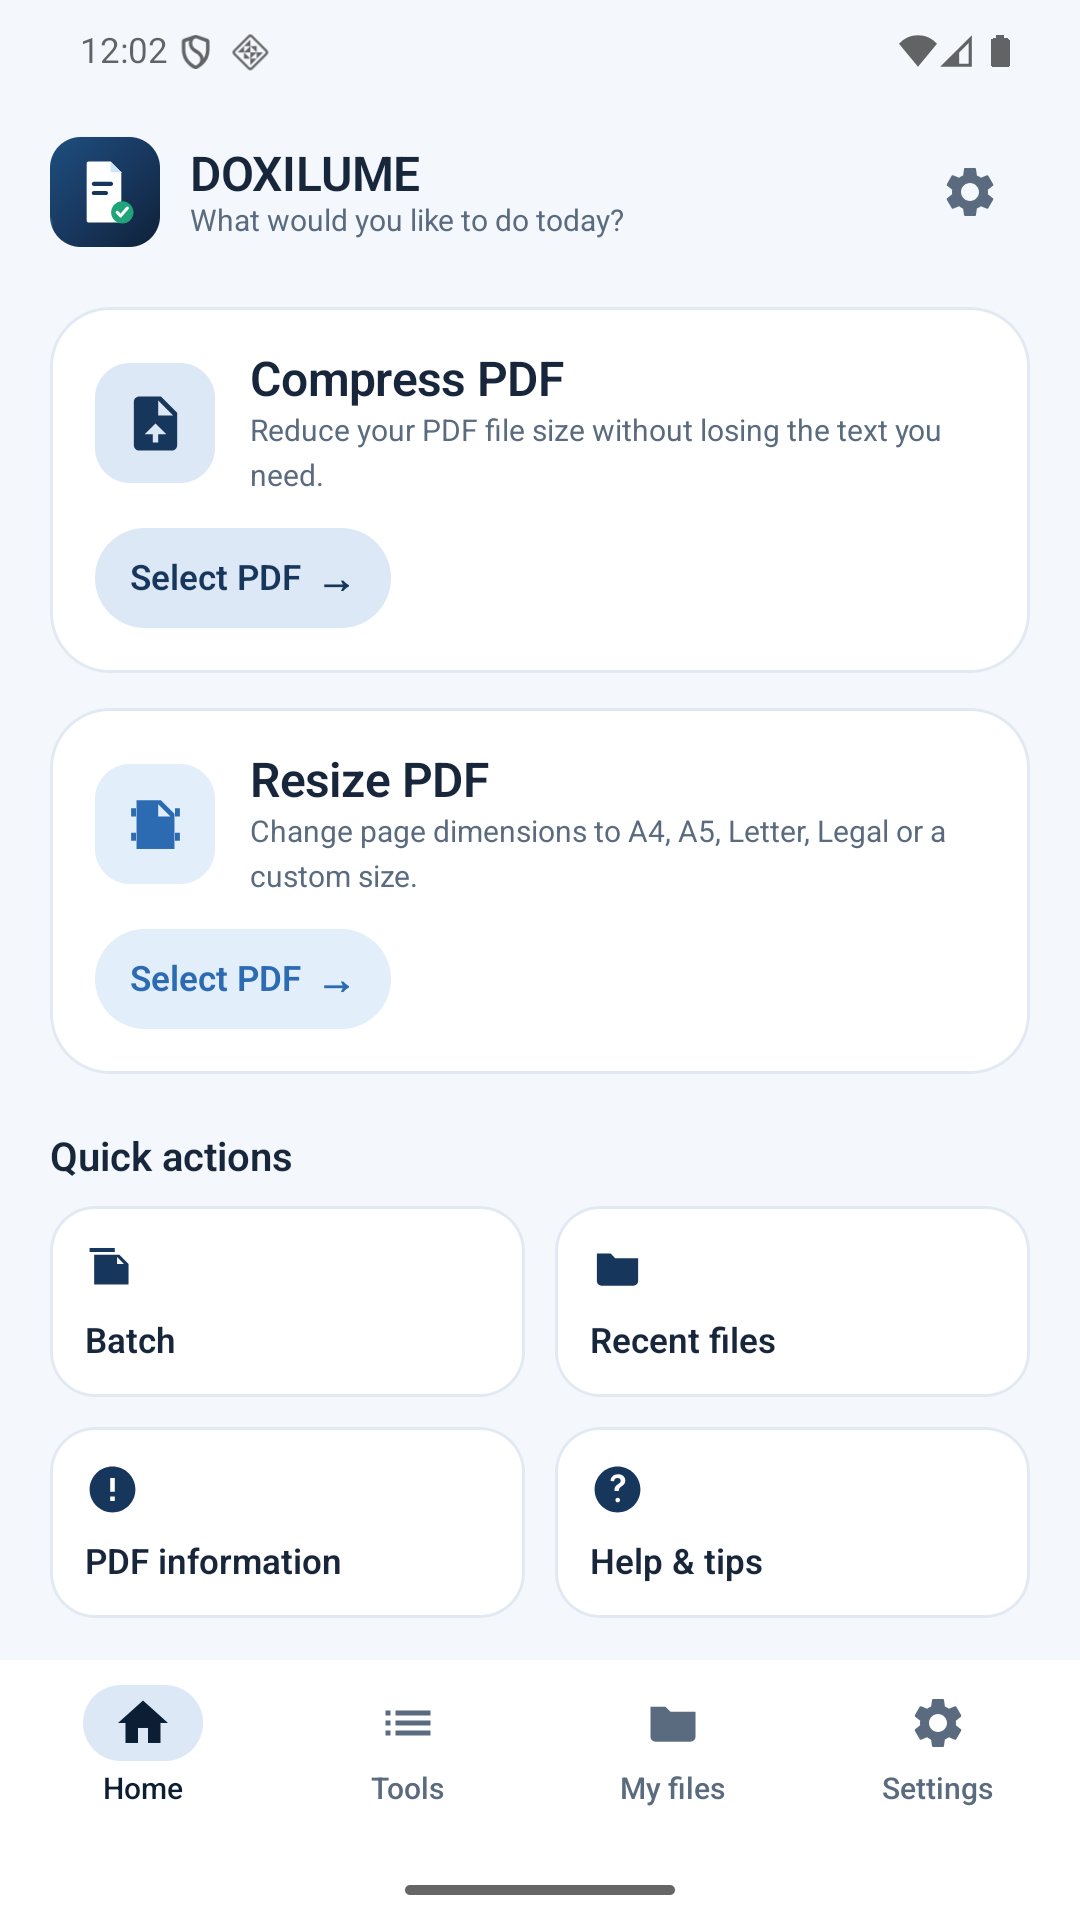 12:02
DOXILUME
What would you like to do today?
Compress PDF
Reduce your PDF file size without losing the text you
need.
Select PDF →
Resize PDF
Change page dimensions to A4, A5, Letter, Legal or a
custom size.
Select PDF →
Quick actions
Batch
Recent files
PDF information
Help & tips
Home
Tools
My files
Settings